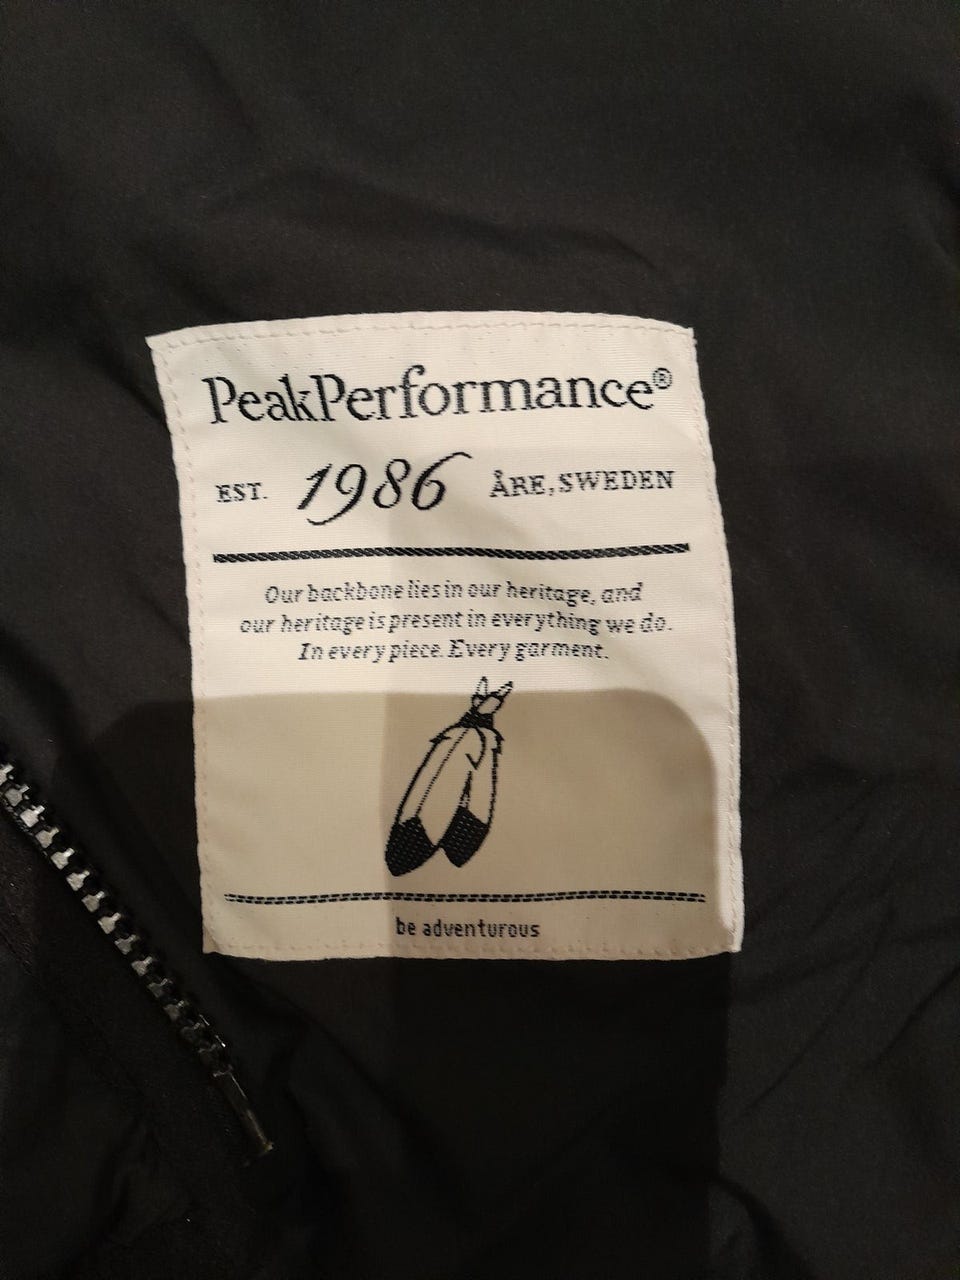 PeakPerformance®
EST. 1986 ÅRE, SWEDEN
Our backbone lies in our heritage, and
our heritage is present in everything we do.
In every piece. Every garment.
be adventurous